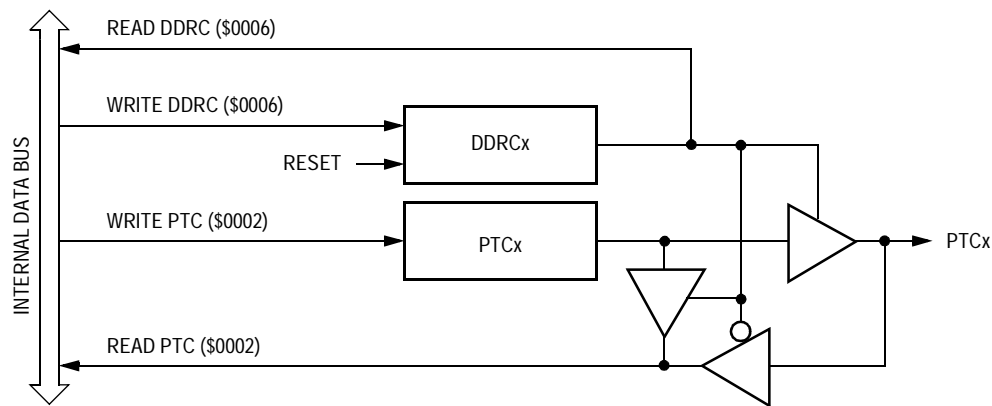 READ DDRC ($0006)
WRITE DDRC ($0006)
DDRCx
RESET
WRITE PTC ($0002)
PTCx
PTCx
READ PTC ($0002)
INTERNAL DATA BUS